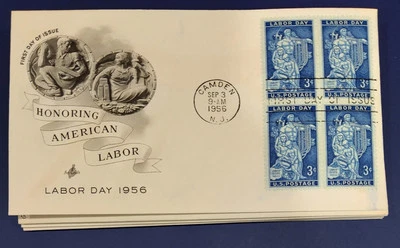 FIRST DAY OF ISSUE
HONORING
AMERICAN
LABOR
LABOR DAY 1956
CAMDEN
SEP 3
9-AM
1956
N.J.
LABOR DAY
3¢
U.S. POSTAGE
LABOR DAY
3¢
U.S. POSTAGE
FIRST DAY OF ISSUE
LABOR DAY
3¢
U.S. POSTAGE
LABOR DAY
3¢
U.S. POSTAGE